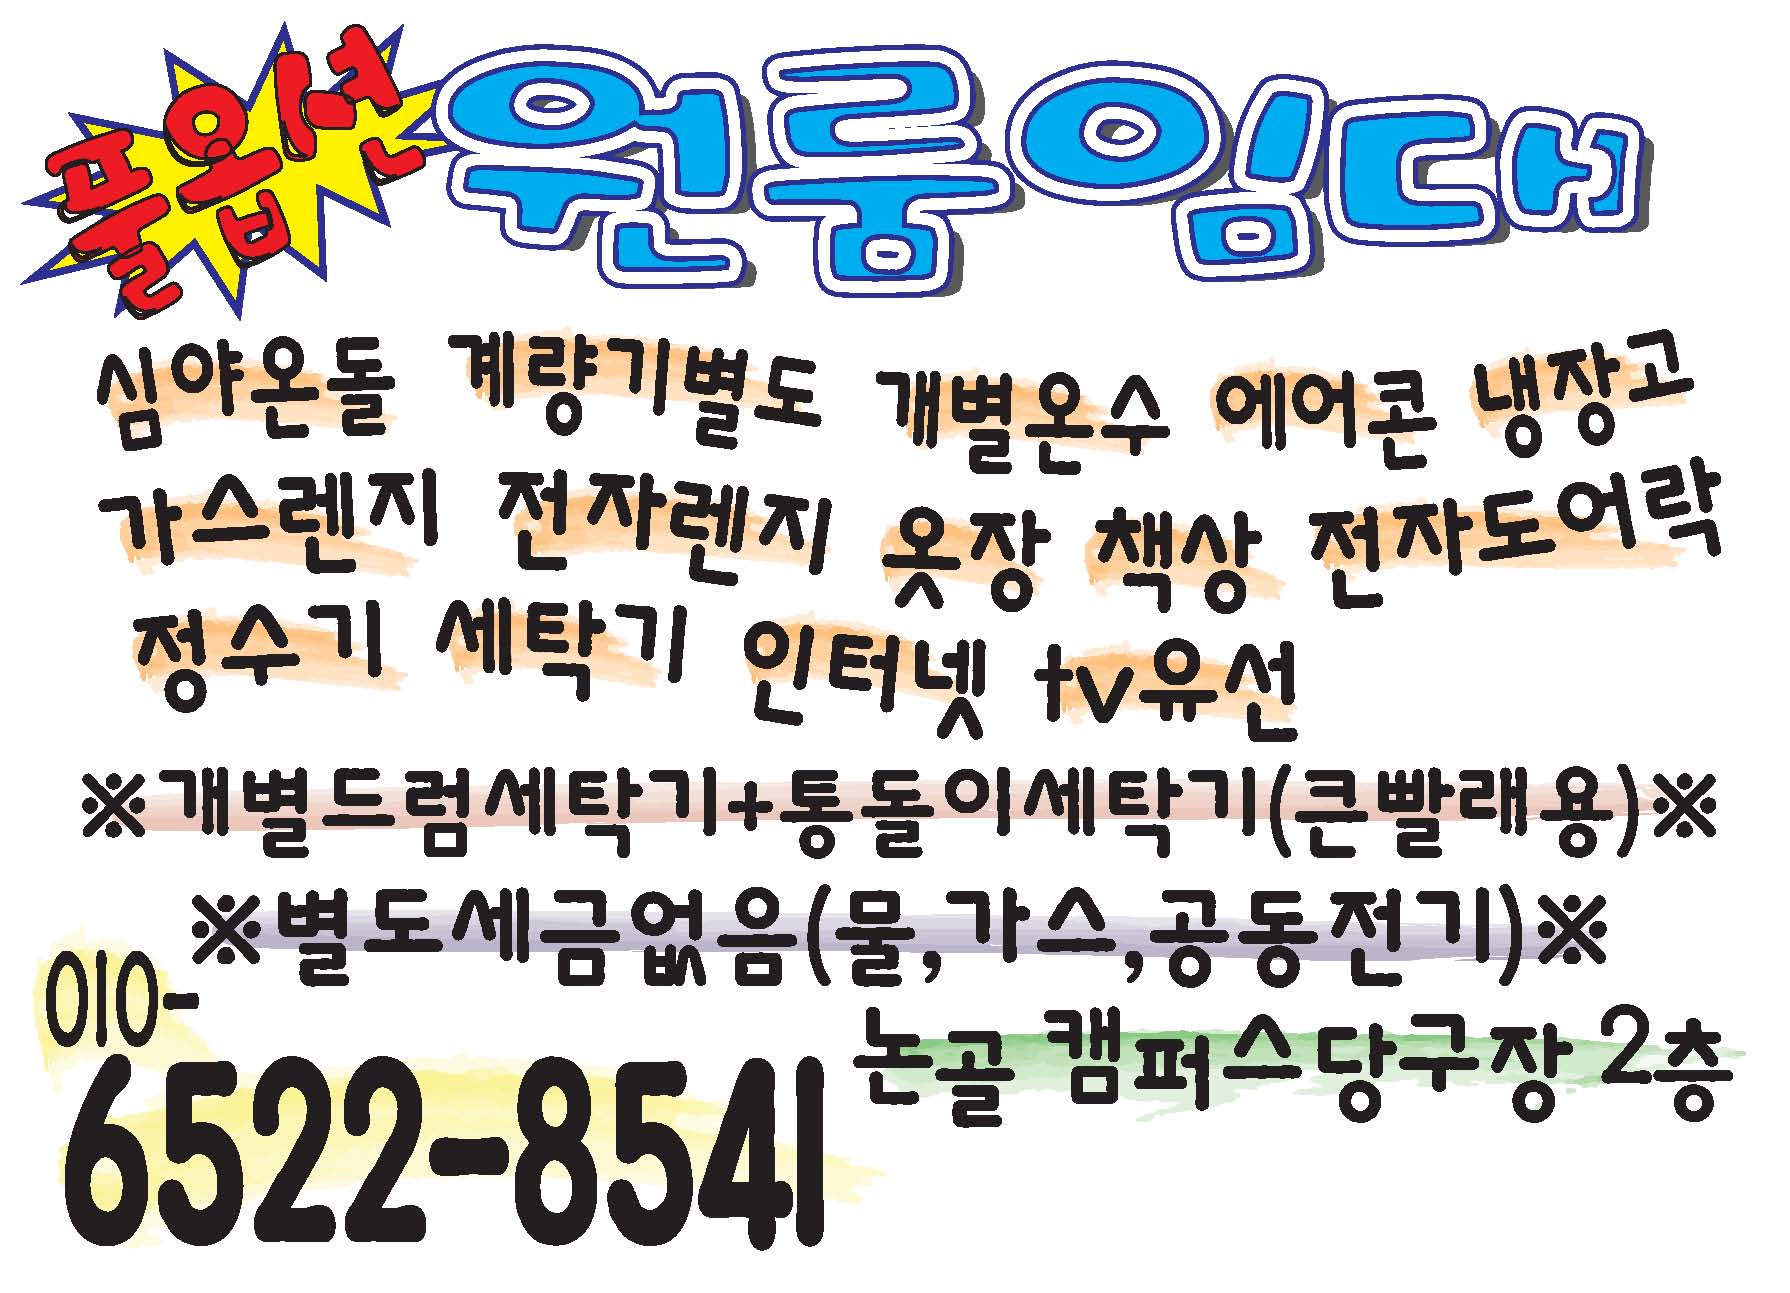 풀옵션 원룸임대
심야온돌 계량기별도 개별온수 에어콘 냉장고
가스렌지 전자렌지 옷장 책상 전자도어락
정수기 세탁기 인터넷 tv유선
※개별드럼세탁기+통돌이세탁기(큰빨래용)※
※별도세금없음(물,가스,공동전기)※
010-
6522-8541
논골 캠퍼스당구장 2층